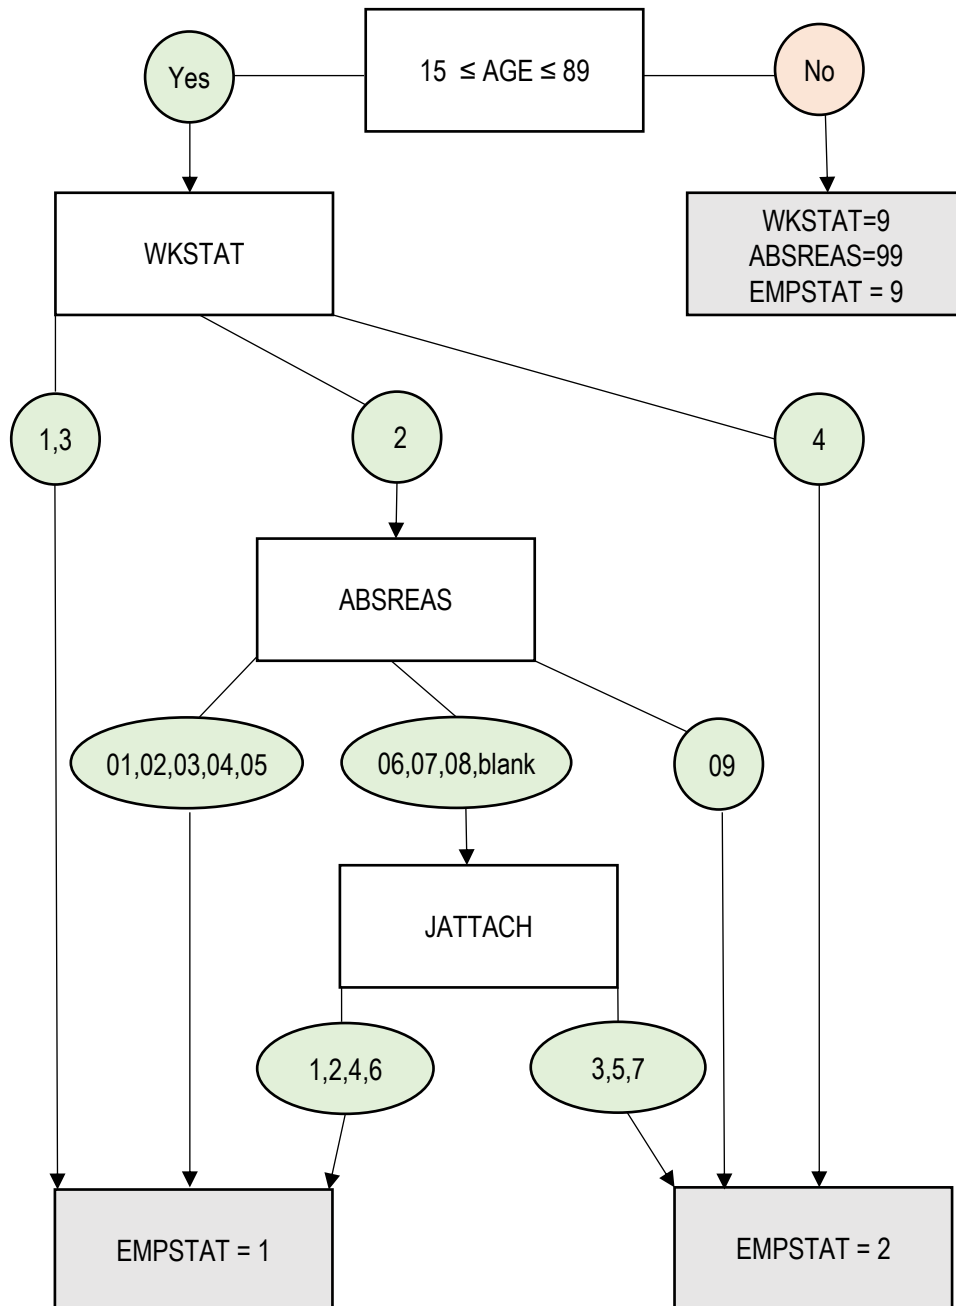 Yes
15 ≤ AGE ≤ 89
No
WKSTAT
WKSTAT=9
ABSREAS=99
EMPSTAT = 9
1,3
2
4
ABSREAS
01,02,03,04,05
06,07,08,blank
09
JATTACH
1,2,4,6
3,5,7
EMPSTAT = 1
EMPSTAT = 2